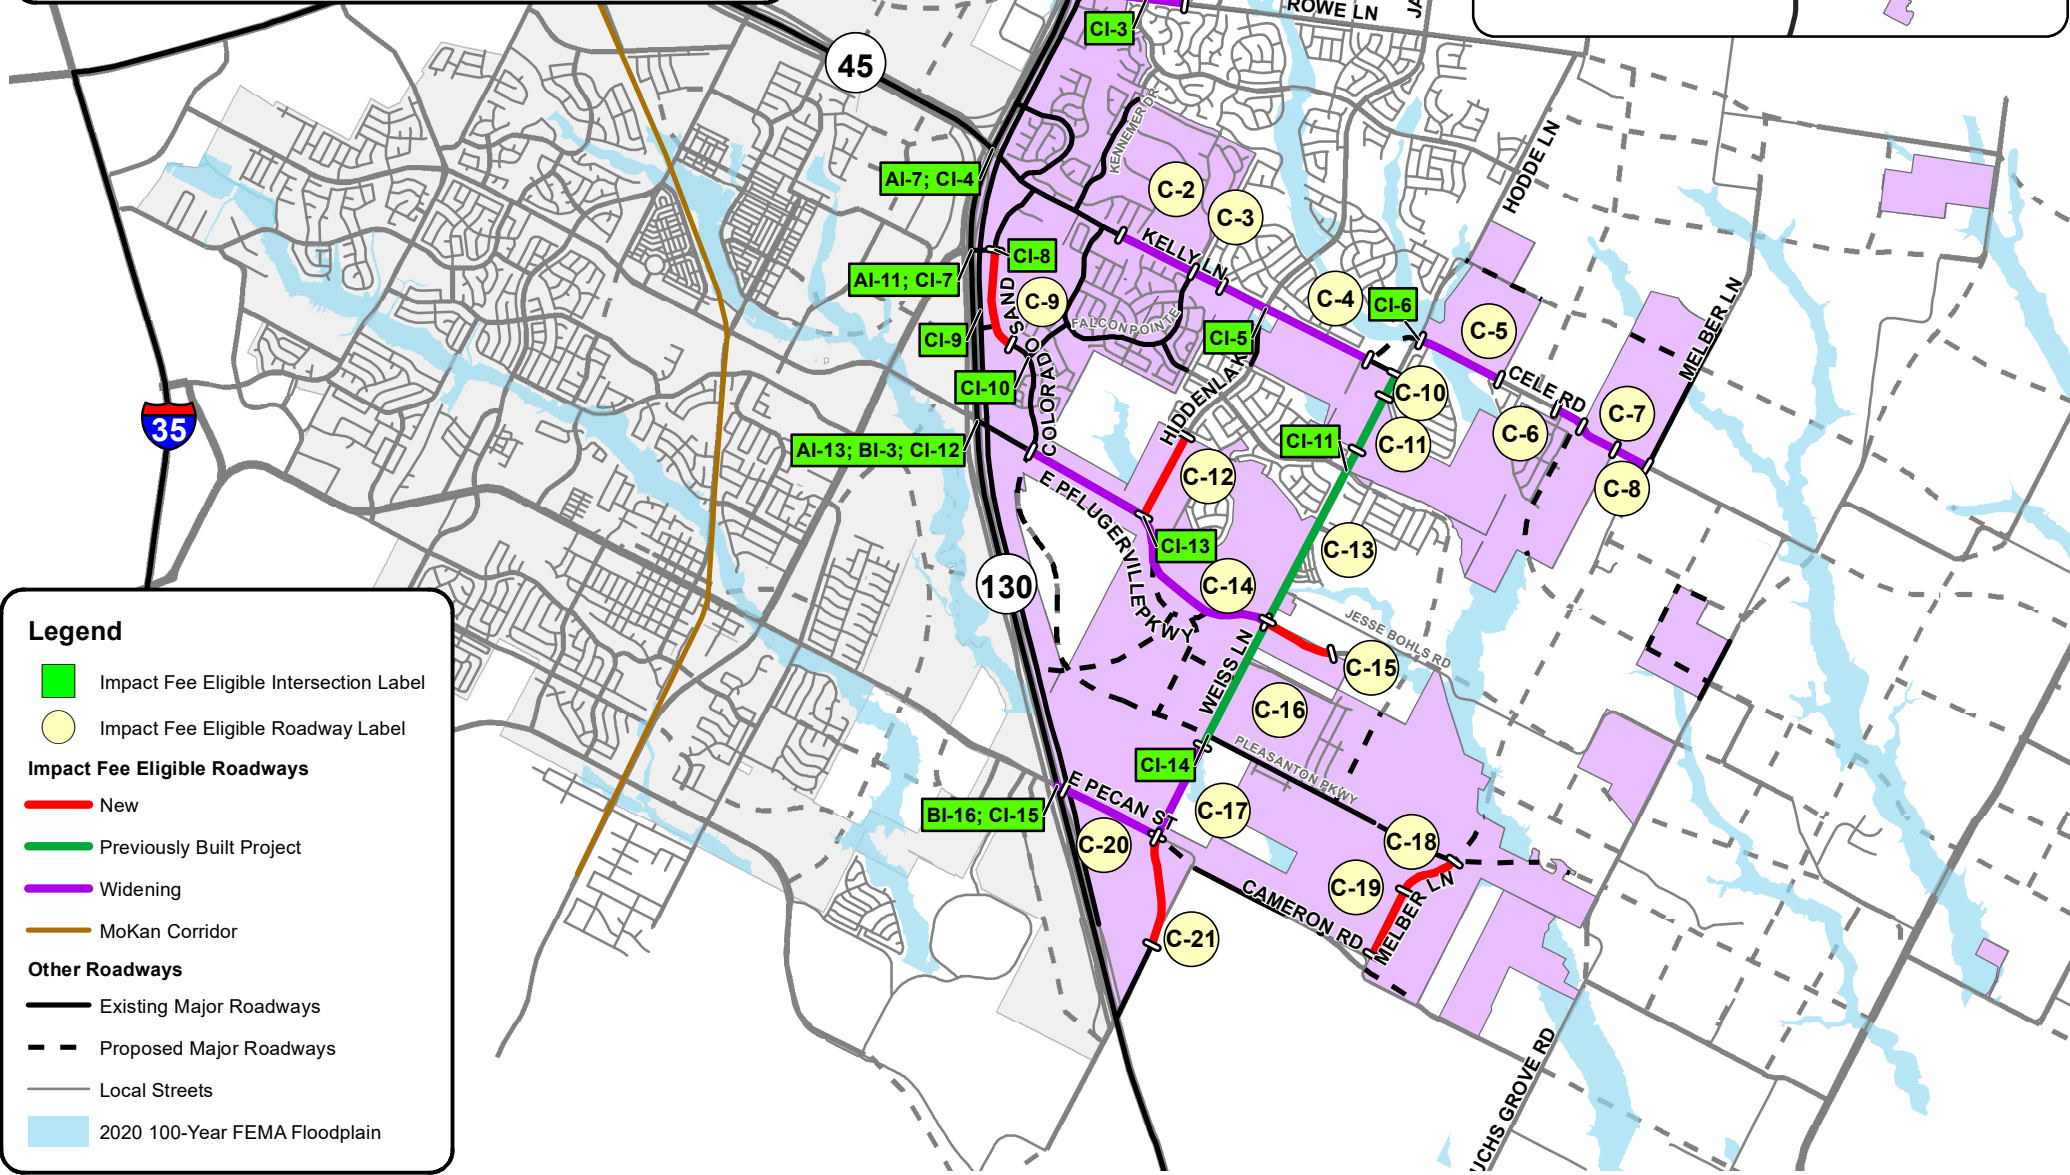 CI-3
ROWE LN
JA
45
KENNEMER DR
HODDE LN
AI-7; CI-4
C-2
C-3
KELLY LN
CI-8
AI-11; CI-7
C-9
COLORADO SAND
CI-9
FALCON POINTE
C-4
CI-6
CI-5
C-5
MELBER LN
CI-10
HIDDEN LAK
C-10
CELE RD
C-7
C-6
35
AI-13; BI-3; CI-12
CI-11
C-11
C-12
C-8
E PFLUGERVILLE PKWY
CI-13
C-13
130
C-14
JESSE BOHLS RD
WEISS LN
C-15
C-16
PLEASANTON PKWY
CI-14
E PECAN ST
BI-16; CI-15
C-17
C-20
C-18
C-19
MELBER LN
CAMERON RD
C-21
UCHS GROVE RD
Legend
Impact Fee Eligible Intersection Label
Impact Fee Eligible Roadway Label
Impact Fee Eligible Roadways
New
Previously Built Project
Widening
MoKan Corridor
Other Roadways
Existing Major Roadways
Proposed Major Roadways
Local Streets
2020 100-Year FEMA Floodplain